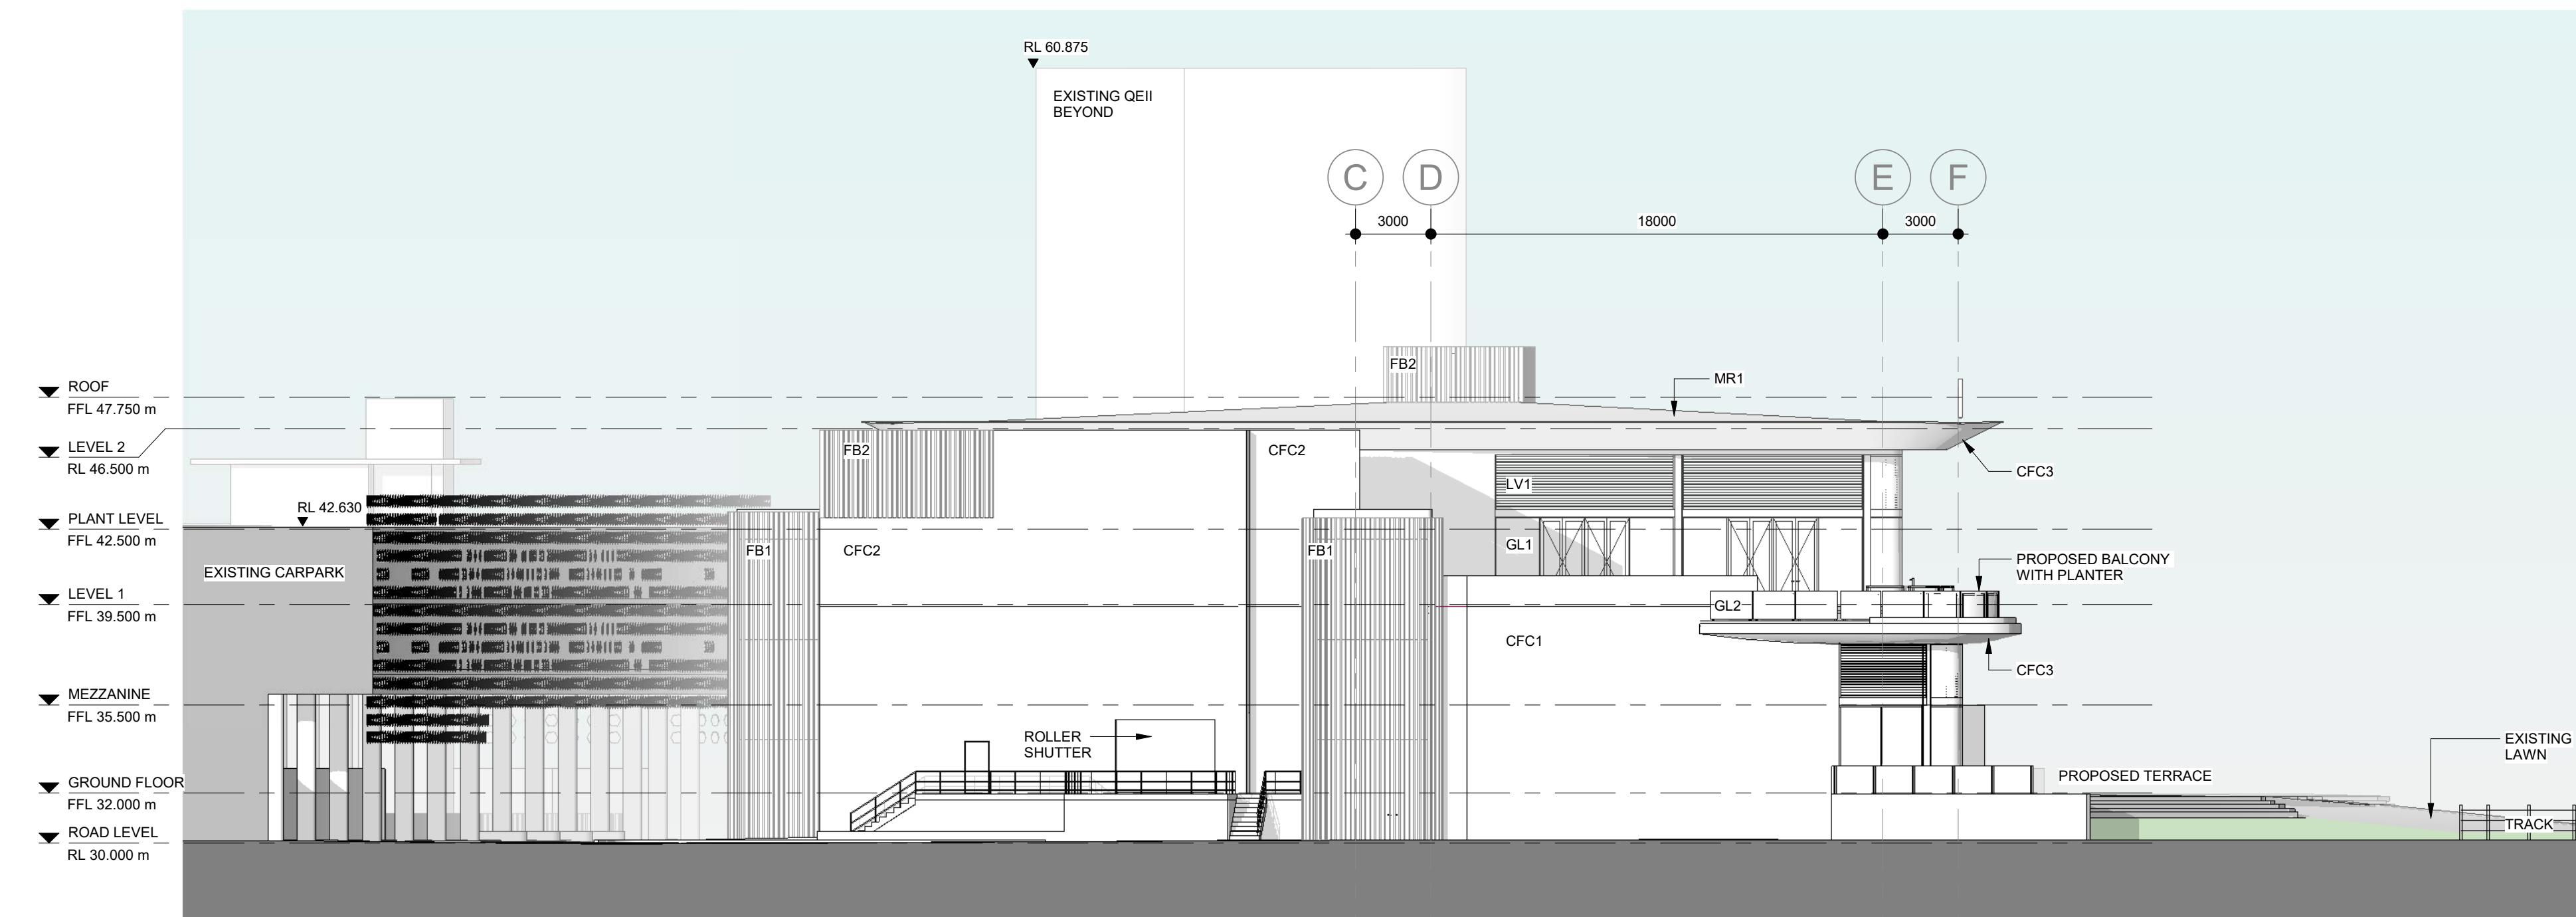 RL 60.875
EXISTING QEII
BEYOND
C
D
E
F
3000
18000
3000
FB2
MR1
ROOF
FFL 47.750 m
LEVEL 2
RL 46.500 m
FB2
CFC2
CFC3
LV1
RL 42.630
PLANT LEVEL
FFL 42.500 m
EXISTING CARPARK
FB1
CFC2
FB1
GL1
PROPOSED BALCONY
WITH PLANTER
LEVEL 1
FFL 39.500 m
GL2
CFC1
CFC3
MEZZANINE
FFL 35.500 m
ROLLER
SHUTTER
EXISTING
LAWN
PROPOSED TERRACE
GROUND FLOOR
FFL 32.000 m
TRACK
ROAD LEVEL
RL 30.000 m